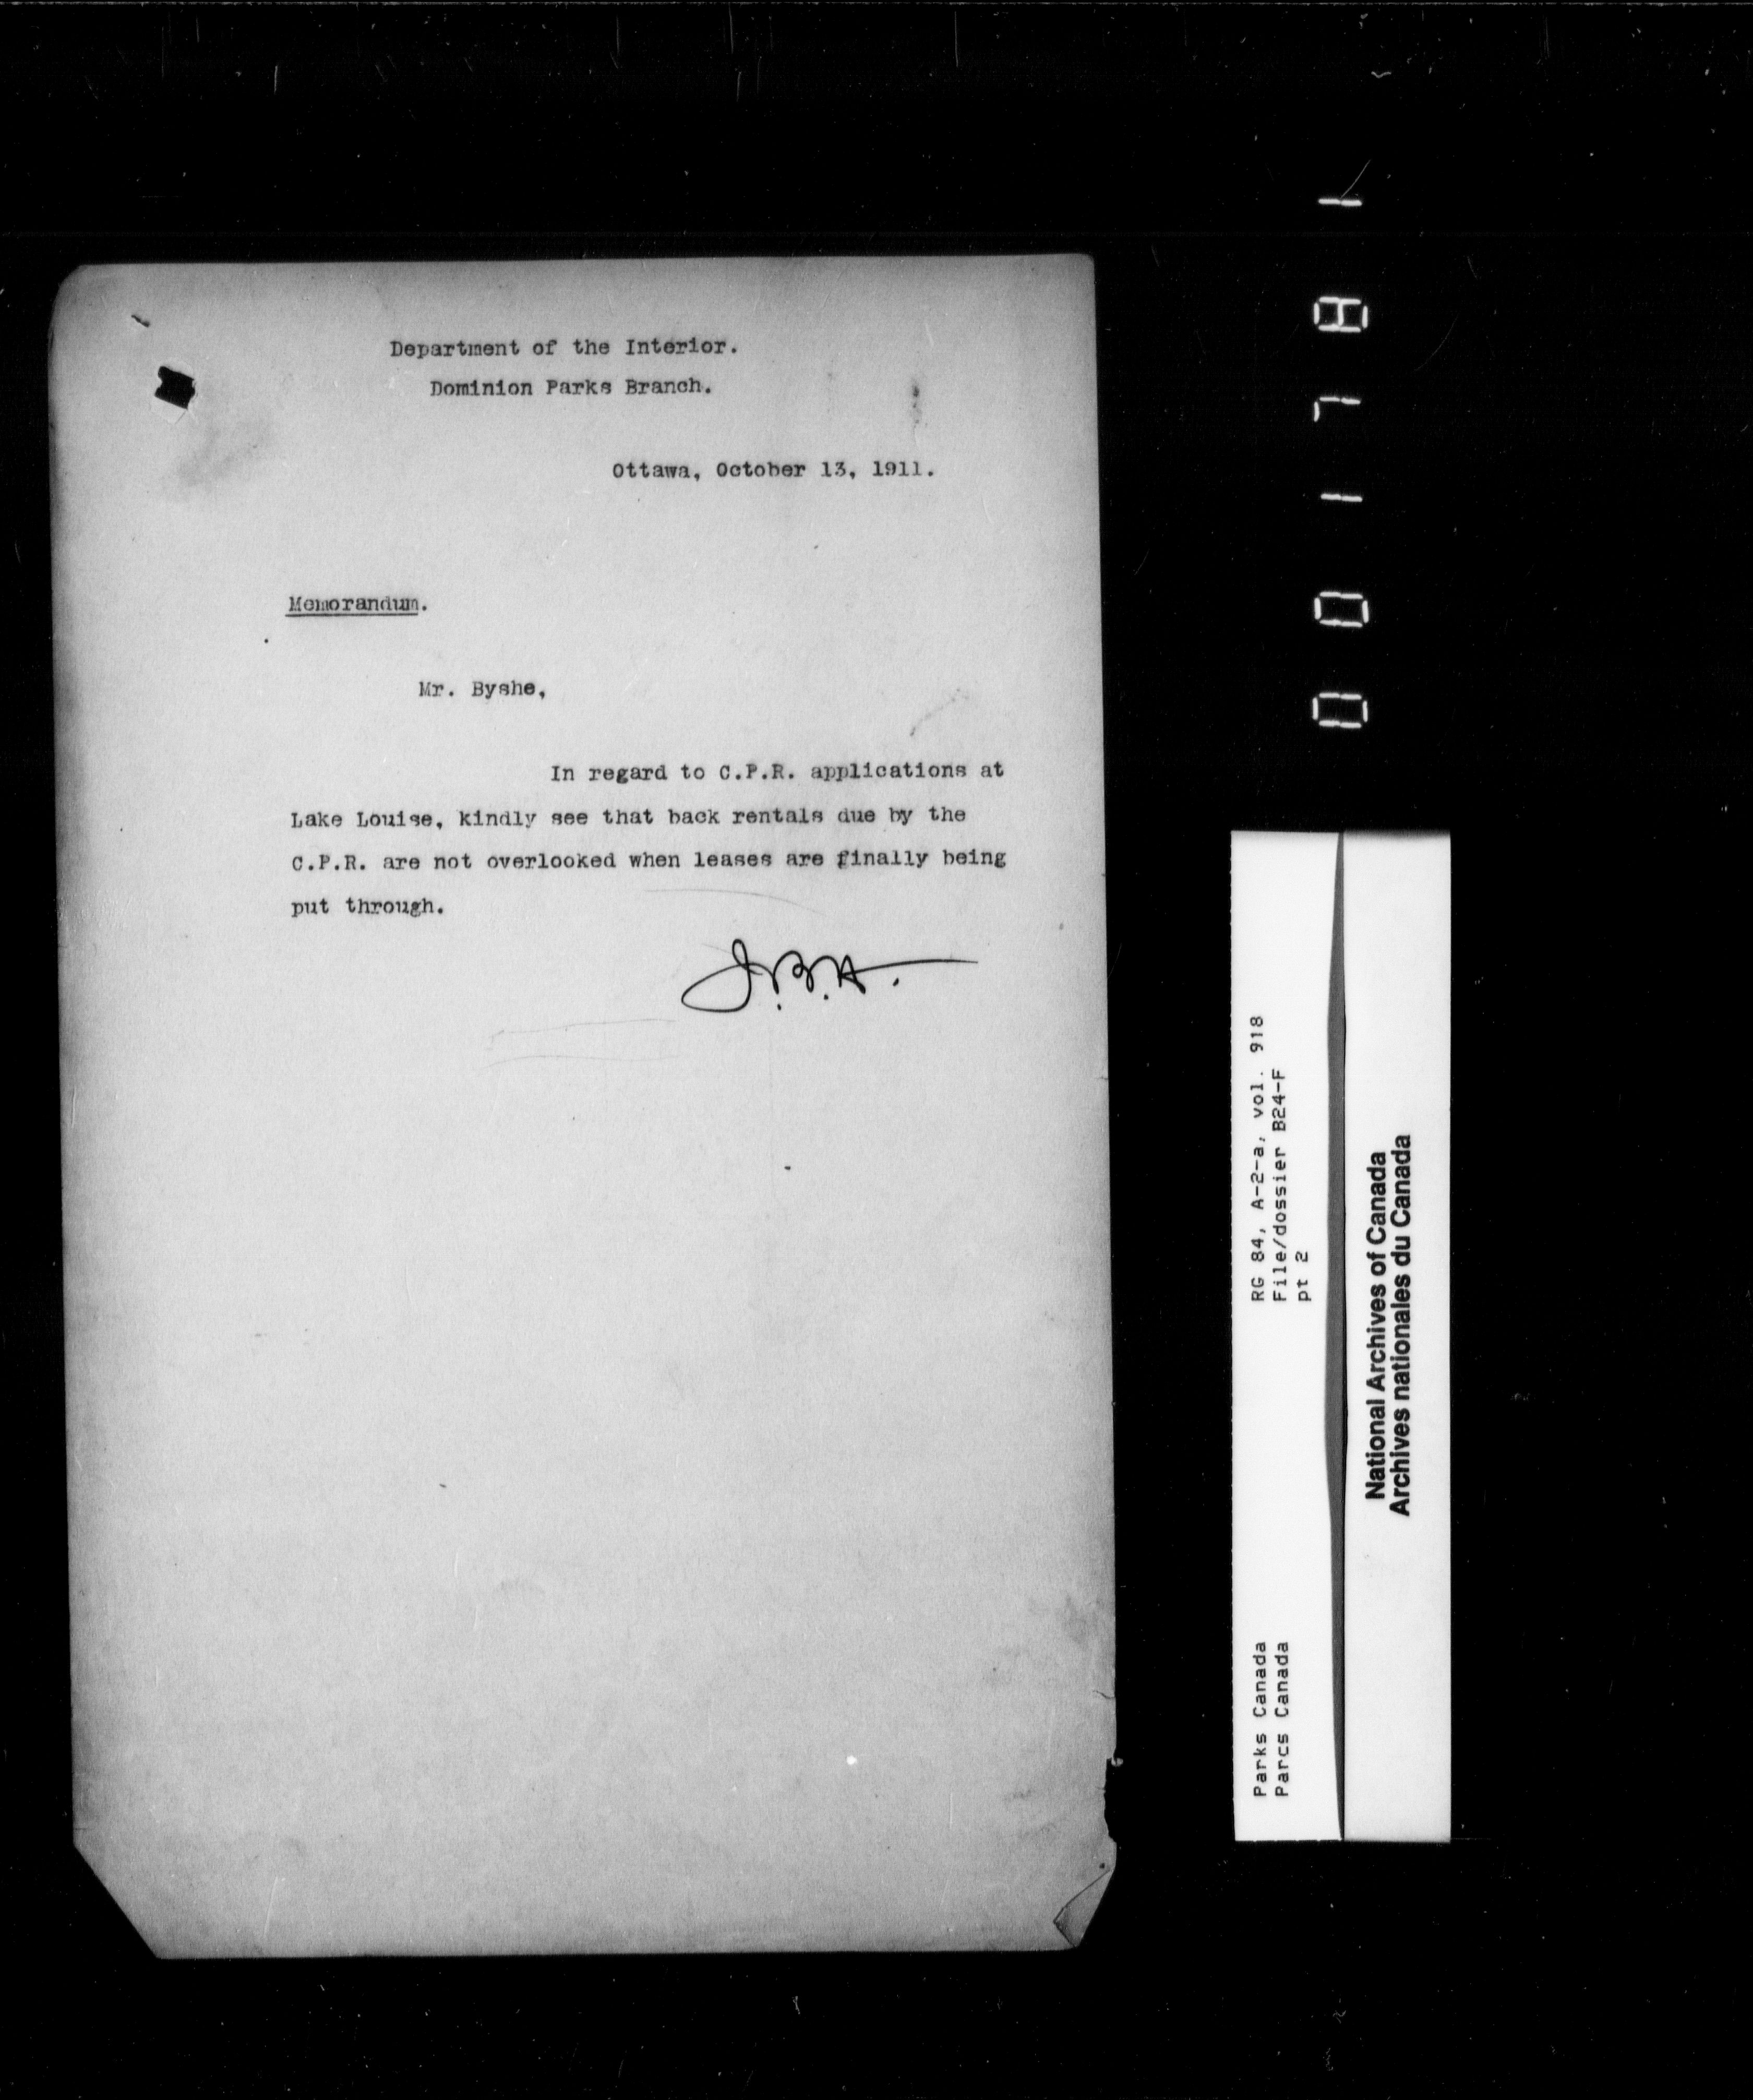 Department of the Interior.
Dominion Parks Branch.
Ottawa, October 13, 1911.
Memorandum.
Mr. Byshe,
In regard to C.P.R. applications at
Lake Louise, kindly see that back rentals due by the
C.P.R. are not overlooked when leases are finally being
put through.
J.B.H.
001781
RG 84, A-2-a, vol. 918
File/dossier B24-F
pt 2
Parks Canada
Parcs Canada
National Archives of Canada
Archives nationales du Canada